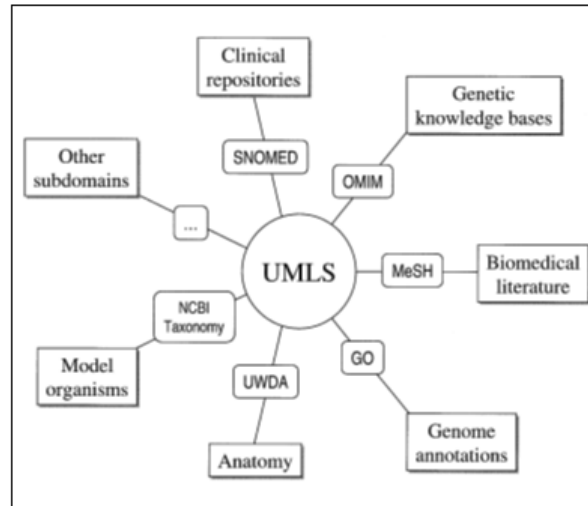 Clinical
repositories
Genetic
knowledge bases
SNOMED
Other
subdomains
OMIM
...
UMLS
MeSH
Biomedical
literature
NCBI
Taxonomy
Model
organisms
GO
UWDA
Anatomy
Genome
annotations